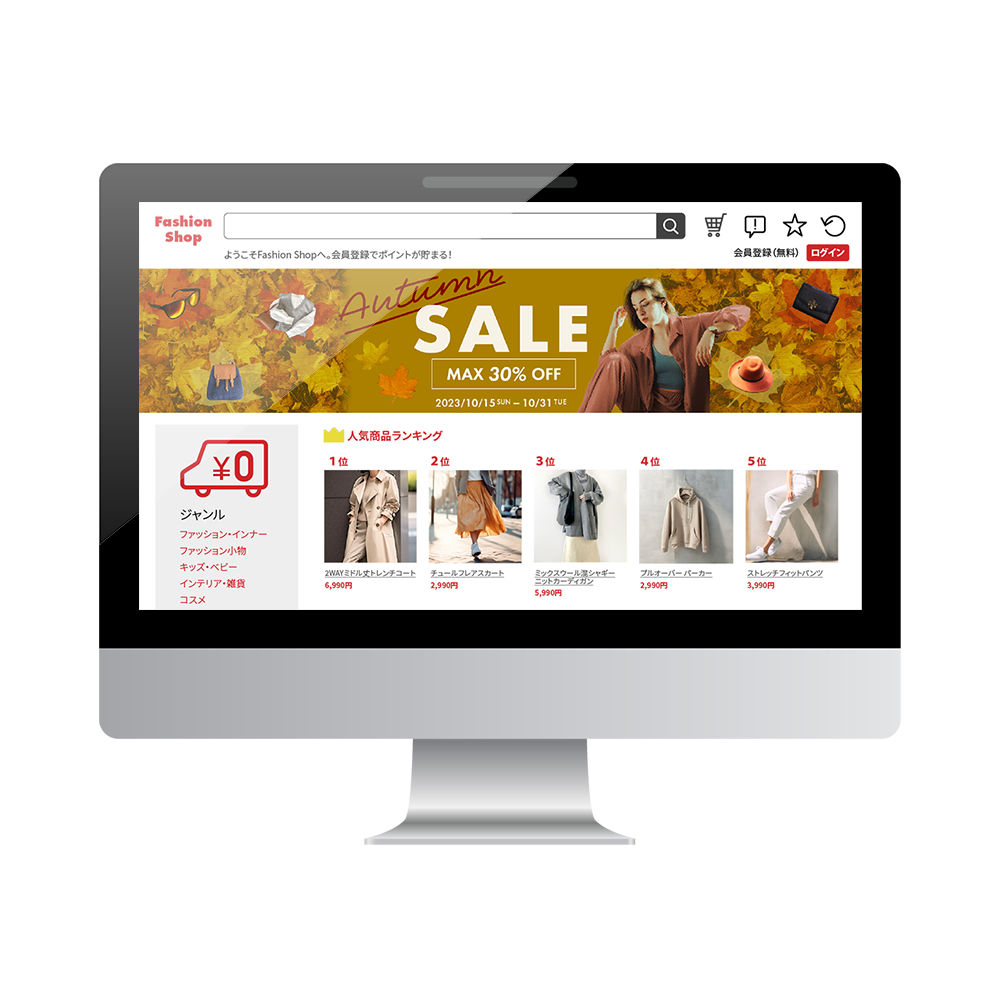 Fashion
Shop
ようこそFashion Shopへ。会員登録でポイントが貯まる!
会員登録(無料)
ログイン
Autumn
SALE
MAX 30% OFF
2023/10/15 SUN – 10/31 TUE
¥0
ジャンル
ファッション・インナー
ファッション小物
キッズ・ベビー
インテリア・雑貨
コスメ
人気商品ランキング
1位
2WAYミドル丈トレンチコート
6,990円
2位
チュールフレアスカート
2,990円
3位
ミックスウール混シャギー
ニットカーディガン
5,990円
4位
プルオーバー パーカー
2,990円
5位
ストレッチフィットパンツ
3,990円